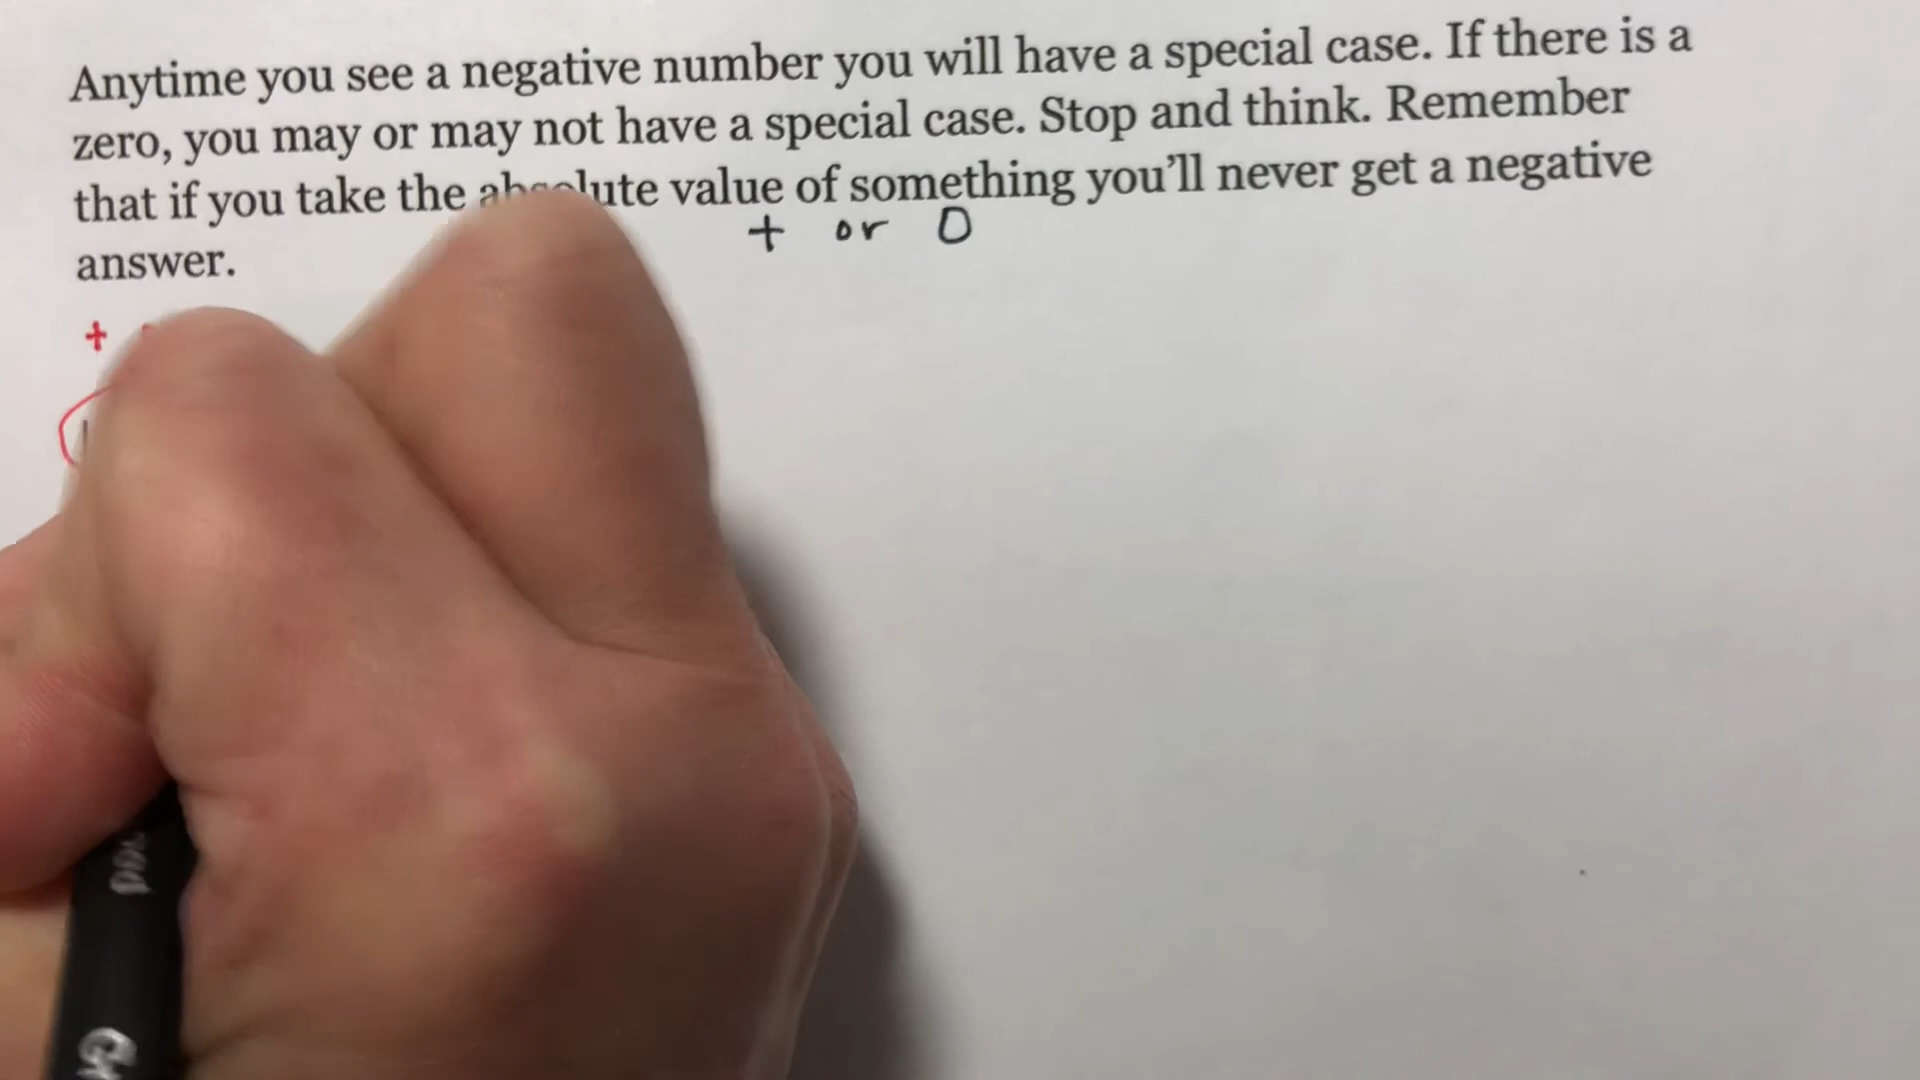 Anytime you see a negative number you will have a special case. If there is a
zero, you may or may not have a special case. Stop and think. Remember
that if you take the absolute value of something you'll never get a negative
+ or 0
answer.
+